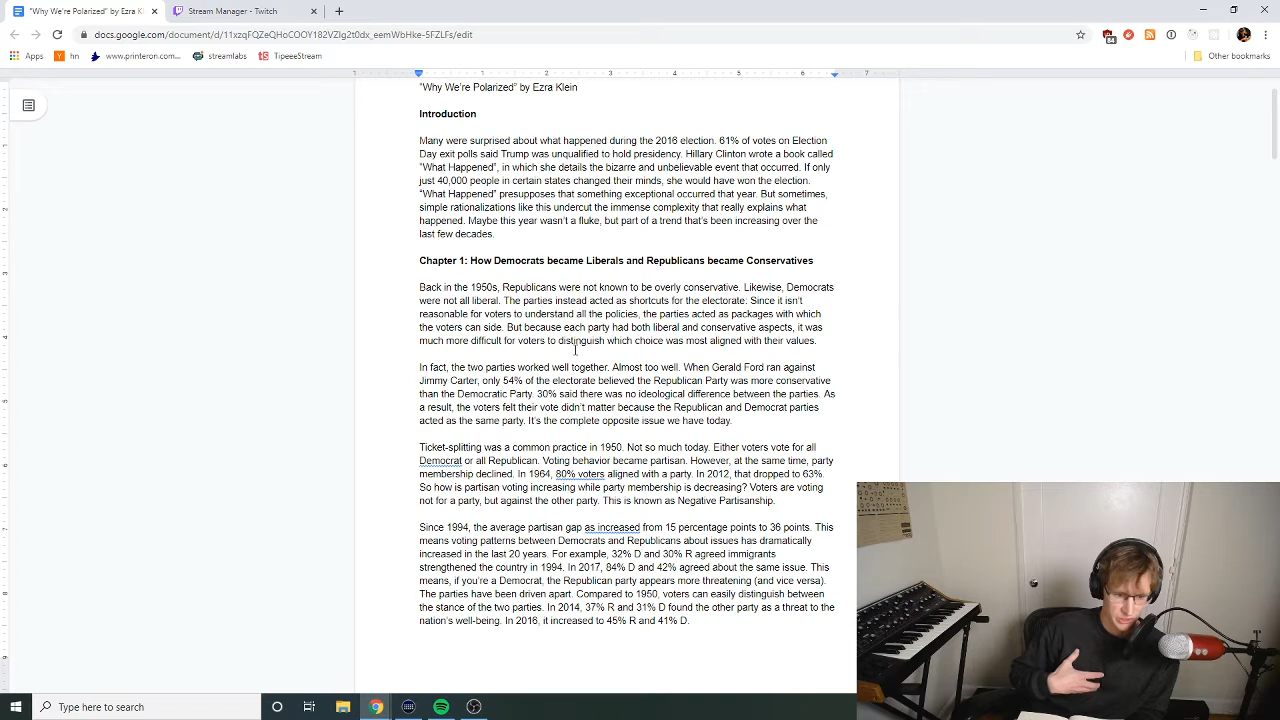 "Why We're Polarized" by Ezra Kl
Stream Manager - Twitch
docs.google.com/document/d/11xzqFQZeQHoCOOY182VZIg2t0dx_eemWbHke-5FZLFs/edit
84
Apps
hn
www.printeron.com...
streamlabs
TipeeeStream
Other bookmarks
1 1 2 3 4 5 6 7
"Why We're Polarized" by Ezra Klein
Introduction
Many were surprised about what happened during the 2016 election. 61% of votes on Election
Day exit polls said Trump was unqualified to hold presidency. Hillary Clinton wrote a book called
"What Happened", in which she details the bizarre and unbelievable event that occurred. If only
just 40,000 people in certain states changed their minds, she would have won the election.
"What Happened" presupposes that something exceptional occurred that year. But sometimes,
simple rationalizations like this undercut the immense complexity that really explains what
happened. Maybe this year wasn't a fluke, but part of a trend that's been increasing over the
last few decades.
Chapter 1: How Democrats became Liberals and Republicans became Conservatives
Back in the 1950s, Republicans were not known to be overly conservative. Likewise, Democrats
were not all liberal. The parties instead acted as shortcuts for the electorate: Since it isn't
reasonable for voters to understand all the policies, the parties acted as packages with which
the voters can side. But because each party had both liberal and conservative aspects, it was
much more difficult for voters to distinguish which choice was most aligned with their values.
In fact, the two parties worked well together. Almost too well. When Gerald Ford ran against
Jimmy Carter, only 54% of the electorate believed the Republican Party was more conservative
than the Democratic Party. 30% said there was no ideological difference between the parties. As
a result, the voters felt their vote didn't matter because the Republican and Democrat parties
acted as the same party. It's the complete opposite issue we have today.
Ticket-splitting was a common practice in 1950. Not so much today. Either voters vote for all
Democrat or all Republican. Voting behavior became partisan. However, at the same time, party
membership declined. In 1964, 80% voters aligned with a party. In 2012, that dropped to 63%.
So how is partisan voting increasing while party membership is decreasing? Voters are voting
not for a party, but against the other party. This is known as Negative Partisanship.
Since 1994, the average partisan gap as increased from 15 percentage points to 36 points. This
means voting patterns between Democrats and Republicans about issues has dramatically
increased in the last 20 years. For example, 32% D and 30% R agreed immigrants
strengthened the country in 1994. In 2017, 84% D and 42% agreed about the same issue. This
means, if you're a Democrat, the Republican party appears more threatening (and vice versa).
The parties have been driven apart. Compared to 1950, voters can easily distinguish between
the stance of the two parties. In 2014, 37% R and 31% D found the other party as a threat to the
nation's well-being. In 2016, it increased to 45% R and 41% D.
Type here to search